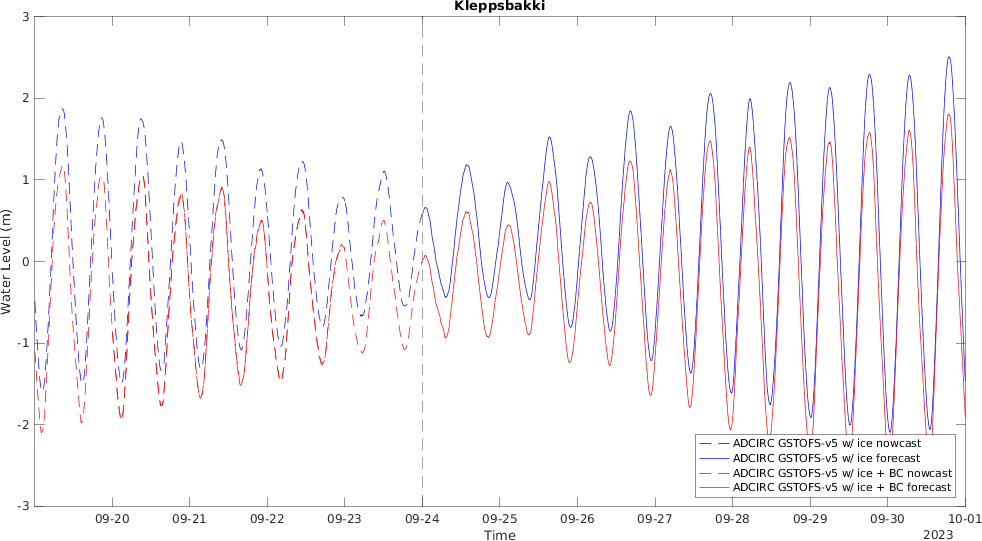 Kleppsbakki
3
2
1
0
-1
-2
-3
Water Level (m)
ADCIRC GSTOFS-v5 w/ ice nowcast
ADCIRC GSTOFS-v5 w/ ice forecast
ADCIRC GSTOFS-v5 w/ ice + BC nowcast
ADCIRC GSTOFS-v5 w/ ice + BC forecast
09-20 09-21 09-22 09-23 09-24 09-25 09-26 09-27 09-28 09-29 09-30 10-01
Time
2023